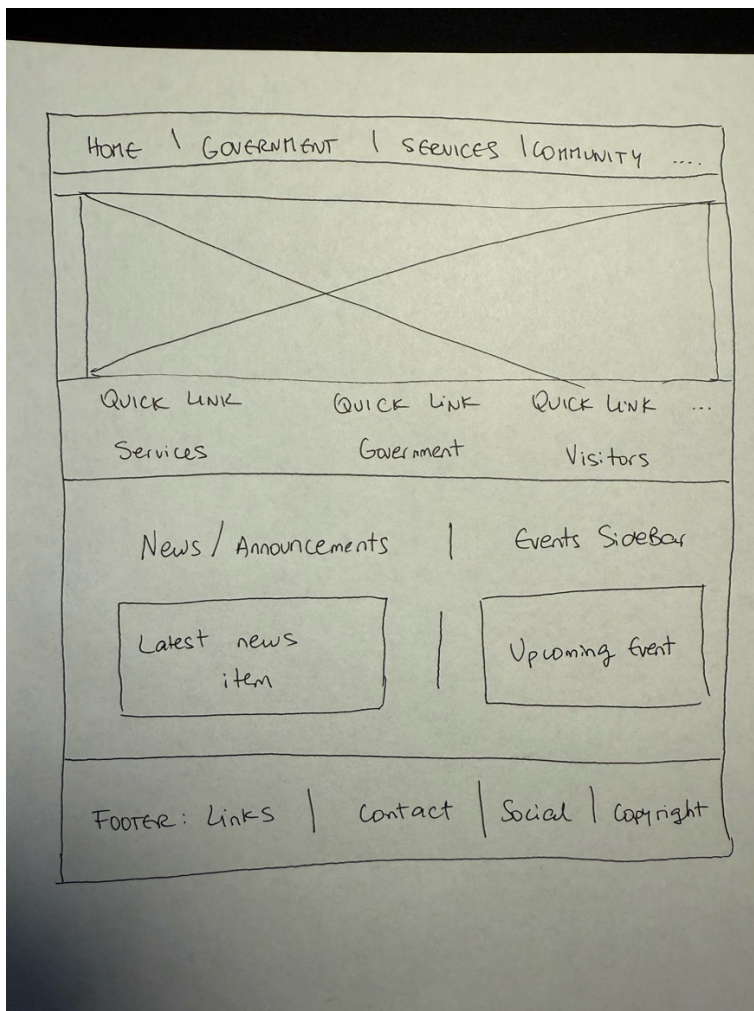 HOME | GOVERNMENT | SERVICES | COMMUNITY ....
QUICK LINK QUICK LINK QUICK LINK ...
Services Government Visitors
News / Announcements | Events SideBar
Latest news
item
| Upcoming Event
FOOTER: Links | Contact | Social | Copyright